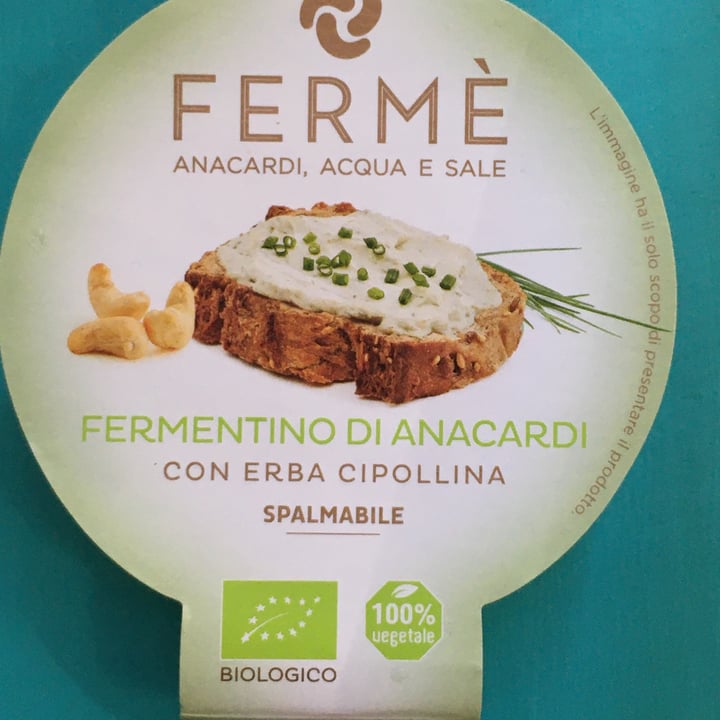 FERMÈ
ANACARDI, ACQUA E SALE
L'immagine ha il solo scopo di presentare il prodotto.
FERMENTINO DI ANACARDI
CON ERBA CIPOLLINA
SPALMABILE
100%
vegetale
BIOLOGICO